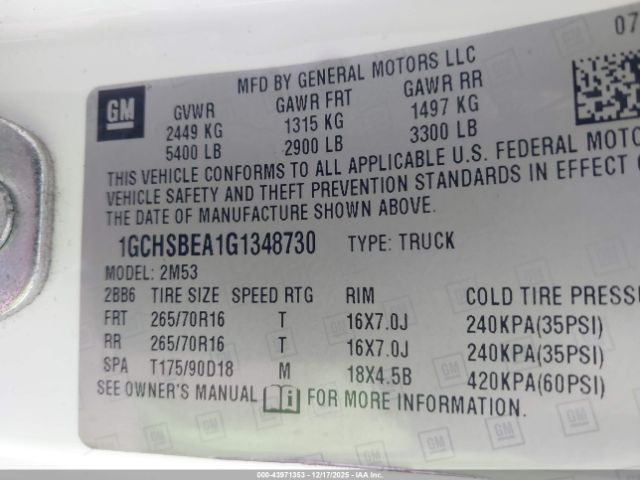 07
MFD BY GENERAL MOTORS LLC
GM GVWR GAWR FRT GAWR RR
2449 KG 1315 KG 1497 KG
5400 LB 2900 LB 3300 LB
THIS VEHICLE CONFORMS TO ALL APPLICABLE U.S. FEDERAL MOTO
VEHICLE SAFETY AND THEFT PREVENTION STANDARDS IN EFFECT
THE DATE OF MANUFACTURE SHOWN ABOVE.
1GCHSBEA1G1348730 TYPE: TRUCK
MODEL: 2M53
2BB6 TIRE SIZE SPEED RTG RIM COLD TIRE PRESS
FRT 265/70R16 T 16X7.0J 240KPA(35PSI)
RR 265/70R16 T 16X7.0J 240KPA(35PSI)
SPA T175/90D18 M 18X4.5B 420KPA(60PSI)
SEE OWNER'S MANUAL FOR MORE INFORMATION.
000-43971353 - 12/17/2025 - IAA Inc.